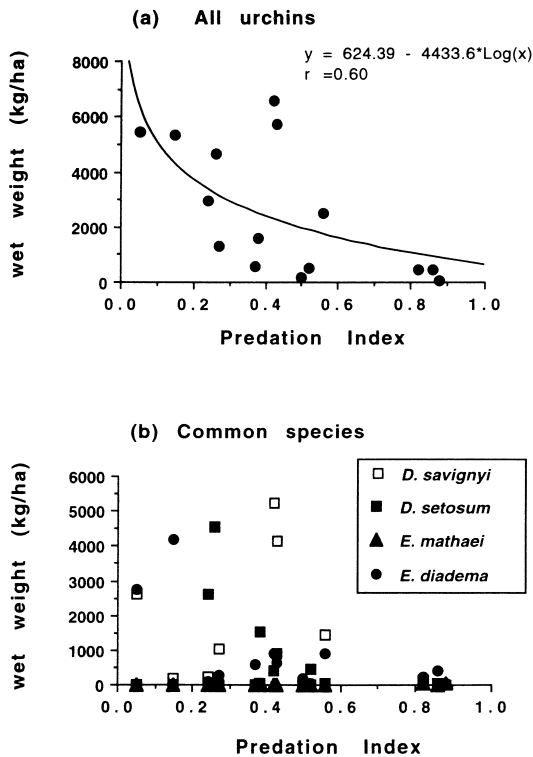 (a) All urchins
y = 624.39 - 4433.6*Log(x)
r =0.60
wet weight (kg/ha)
8000
6000
4000
2000
0
0.0 0.2 0.4 0.6 0.8 1.0
Predation Index
(b) Common species
wet weight (kg/ha)
6000
5000
4000
3000
2000
1000
0
D. savignyi
D. setosum
E. mathaei
E. diadema
0.0 0.2 0.4 0.6 0.8 1.0
Predation Index